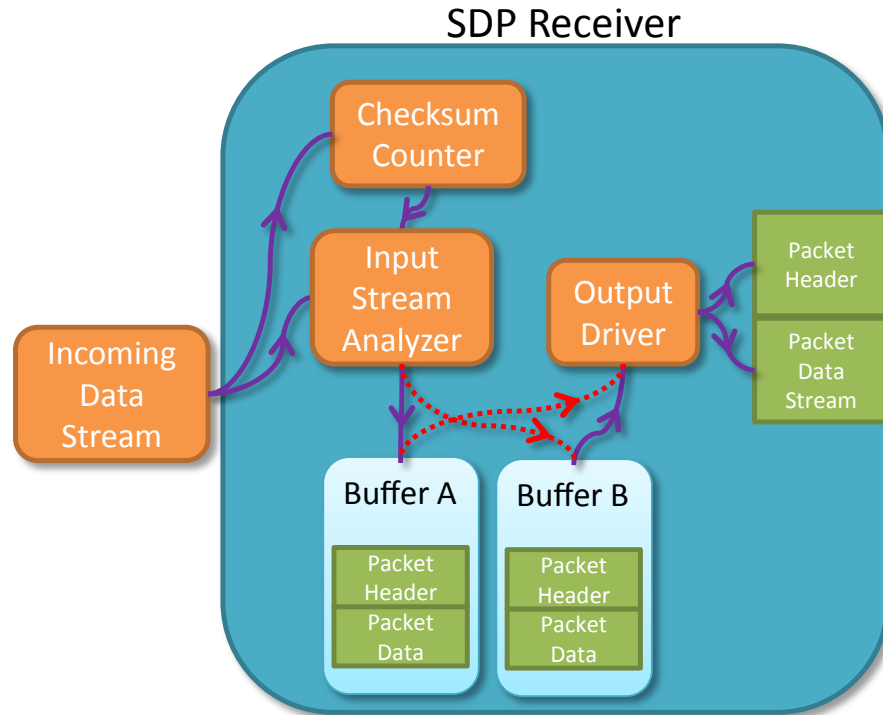 SDP Receiver
Checksum
Counter
Input
Stream
Analyzer
Output
Driver
Packet
Header
Packet
Data
Stream
Incoming
Data
Stream
Buffer A
Packet
Header
Packet
Data
Buffer B
Packet
Header
Packet
Data